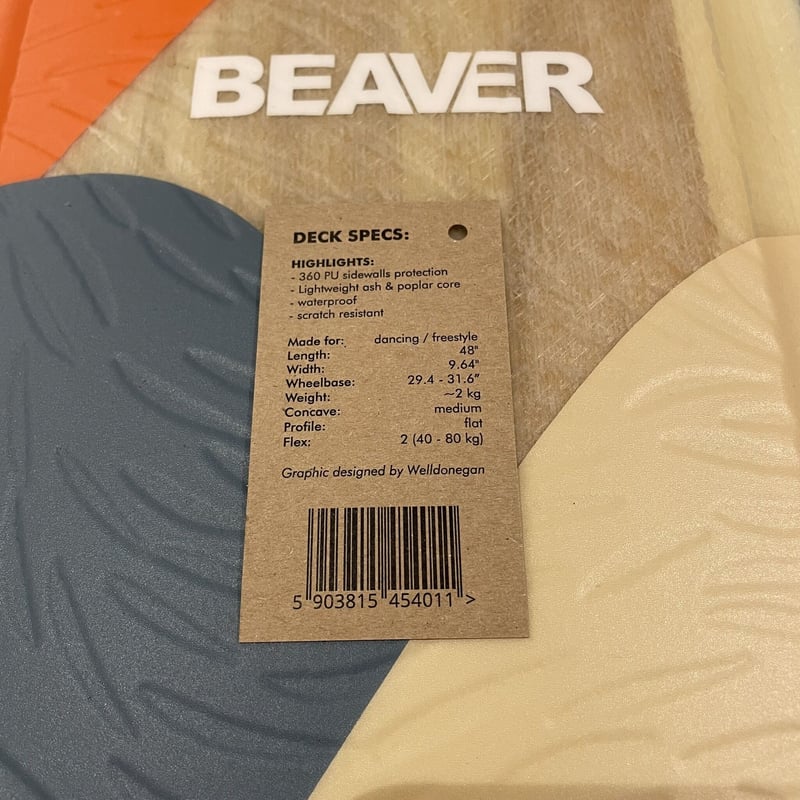 BEAVER
DECK SPECS:
HIGHLIGHTS:
- 360 PU sidewalls protection
- Lightweight ash & poplar core
- waterproof
- scratch resistant
Made for: dancing / freestyle
Length: 48"
Width: 9.64"
Wheelbase: 29.4 - 31.6"
Weight: ~2 kg
Concave: medium
Profile: flat
Flex: 2 (40 - 80 kg)
Graphic designed by Welldonegan
5 903815 454011 >